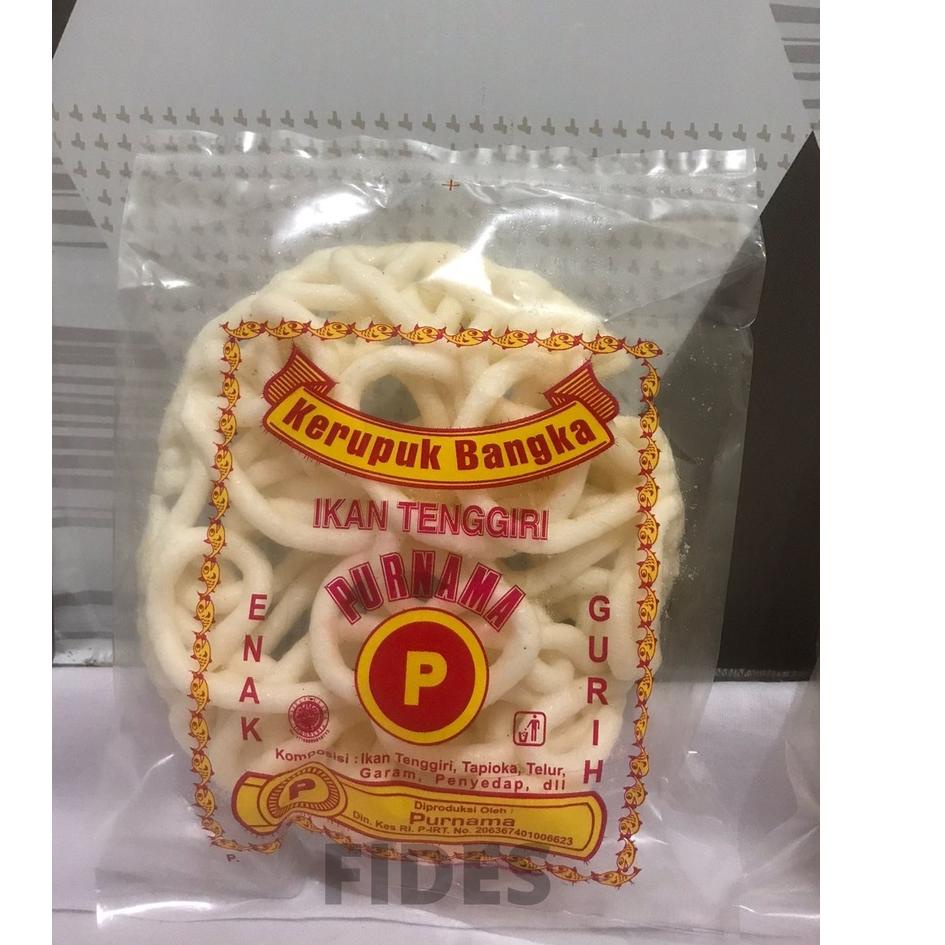 Kerupuk Bangka
IKAN TENGGIRI
PURNAMA
P
ENAK
GURIH
Komposisi : Ikan Tenggiri, Tapioka, Telur,
Garam, Penyedap, dll
P
Diproduksi Oleh :
Purnama
Din. Kes RI. P-IRT. No. 206367401006623
P.
FIDES